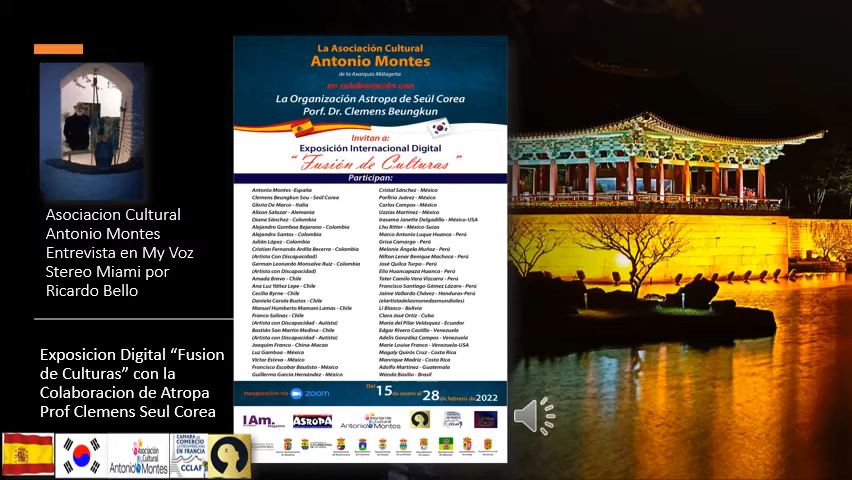 Asociacion Cultural
Antonio Montes
Entrevista en My Voz
Stereo Miami por
Ricardo Bello
Exposicion Digital “Fusion
de Culturas” con la
Colaboracion de Atropa
Prof Clemens Seul Corea
La Asociación Cultural
Antonio Montes
de la Axarquía Malagueña
en colaboración con
La Organización Astropa de Seúl Corea
Porf. Dr. Clemens Beungkun
Invitan a:
Exposición Internacional Digital
“Fusión de Culturas”
Participan:
Antonio Montes -España
Clemens Beungkun Sou - Seúl Corea
Gloria De Marco - Italia
Alixon Salazar - Alemania
Diana Sánchez - Colombia
Alejandro Gamboa Bejarano - Colombia
Alejandro Santos - Colombia
Julián López - Colombia
Cristian Fernando Ardila Becerra - Colombia
(Artista Con Discapacidad)
German Leonardo Monsalve Ruiz - Colombia
(Artista con Discapacidad)
Amada Bravo - Chile
Ana Luz Yáñez Lepe - Chile
Cecilia Byrne - Chile
Daniela Carola Bustos - Chile
Manuel Humberto Mamani Lamas - Chile
Franco Salinas - Chile
(Artista con Discapacidad - Autista)
Bastián San Martín Medina - Chile
(Artista con Discapacidad - Autista)
Joaquim Franco - China-Macao
Luz Gamboa - México
Víctor Esteva - México
Francisco Escobar Bautista - México
Guillermo García Hernández - México
Cristal Sánchez - México
Porfiria Juárez - México
Carlos Campos - México
Uzzias Martínez - México
Irasema Janette Delgadillo - México-USA
Lhu Ritter - México-Suiza
Marco Antonio Luque Huanca - Perú
Grisa Camargo - Perú
Melanie Ángela Muñoz - Perú
Nilton Lenar Benique Machaca - Perú
José Quilca Turpo - Perú
Elio Huancapaza Huanca - Perú
Tater Camilo Vera Vizcarra - Perú
Francisco Santiago Gómez Lázaro - Perú
Jaime Vallardo Chávez - Honduras-Perú
(elartistadelasmonedasmundiales)
Li Blanco - Bolivia
Clara José Ortiz - Cuba
María del Pilar Velásquez - Ecuador
Edgar Rivero Castillo - Venezuela
Adelis González Campos - Venezuela
Marie Louise Franco - Venezuela-USA
Magaly Quirós Cruz - Costa Rica
Manrique Madriz - Costa Rica
Adolfo Martínez - Guatemala
Wanda Basilio - Brasil
Inauguración vía zoom
Del 15 de enero al 28 de febrero de 2022
I Am.
ASROPA
Asociación Cultural
Antonio Montes
CCLAF
Asociación
Cultural
Antonio Montes
CAMARA DE
COMERCIO
LATINOAMERICANA
EN FRANCIA
CCLAF